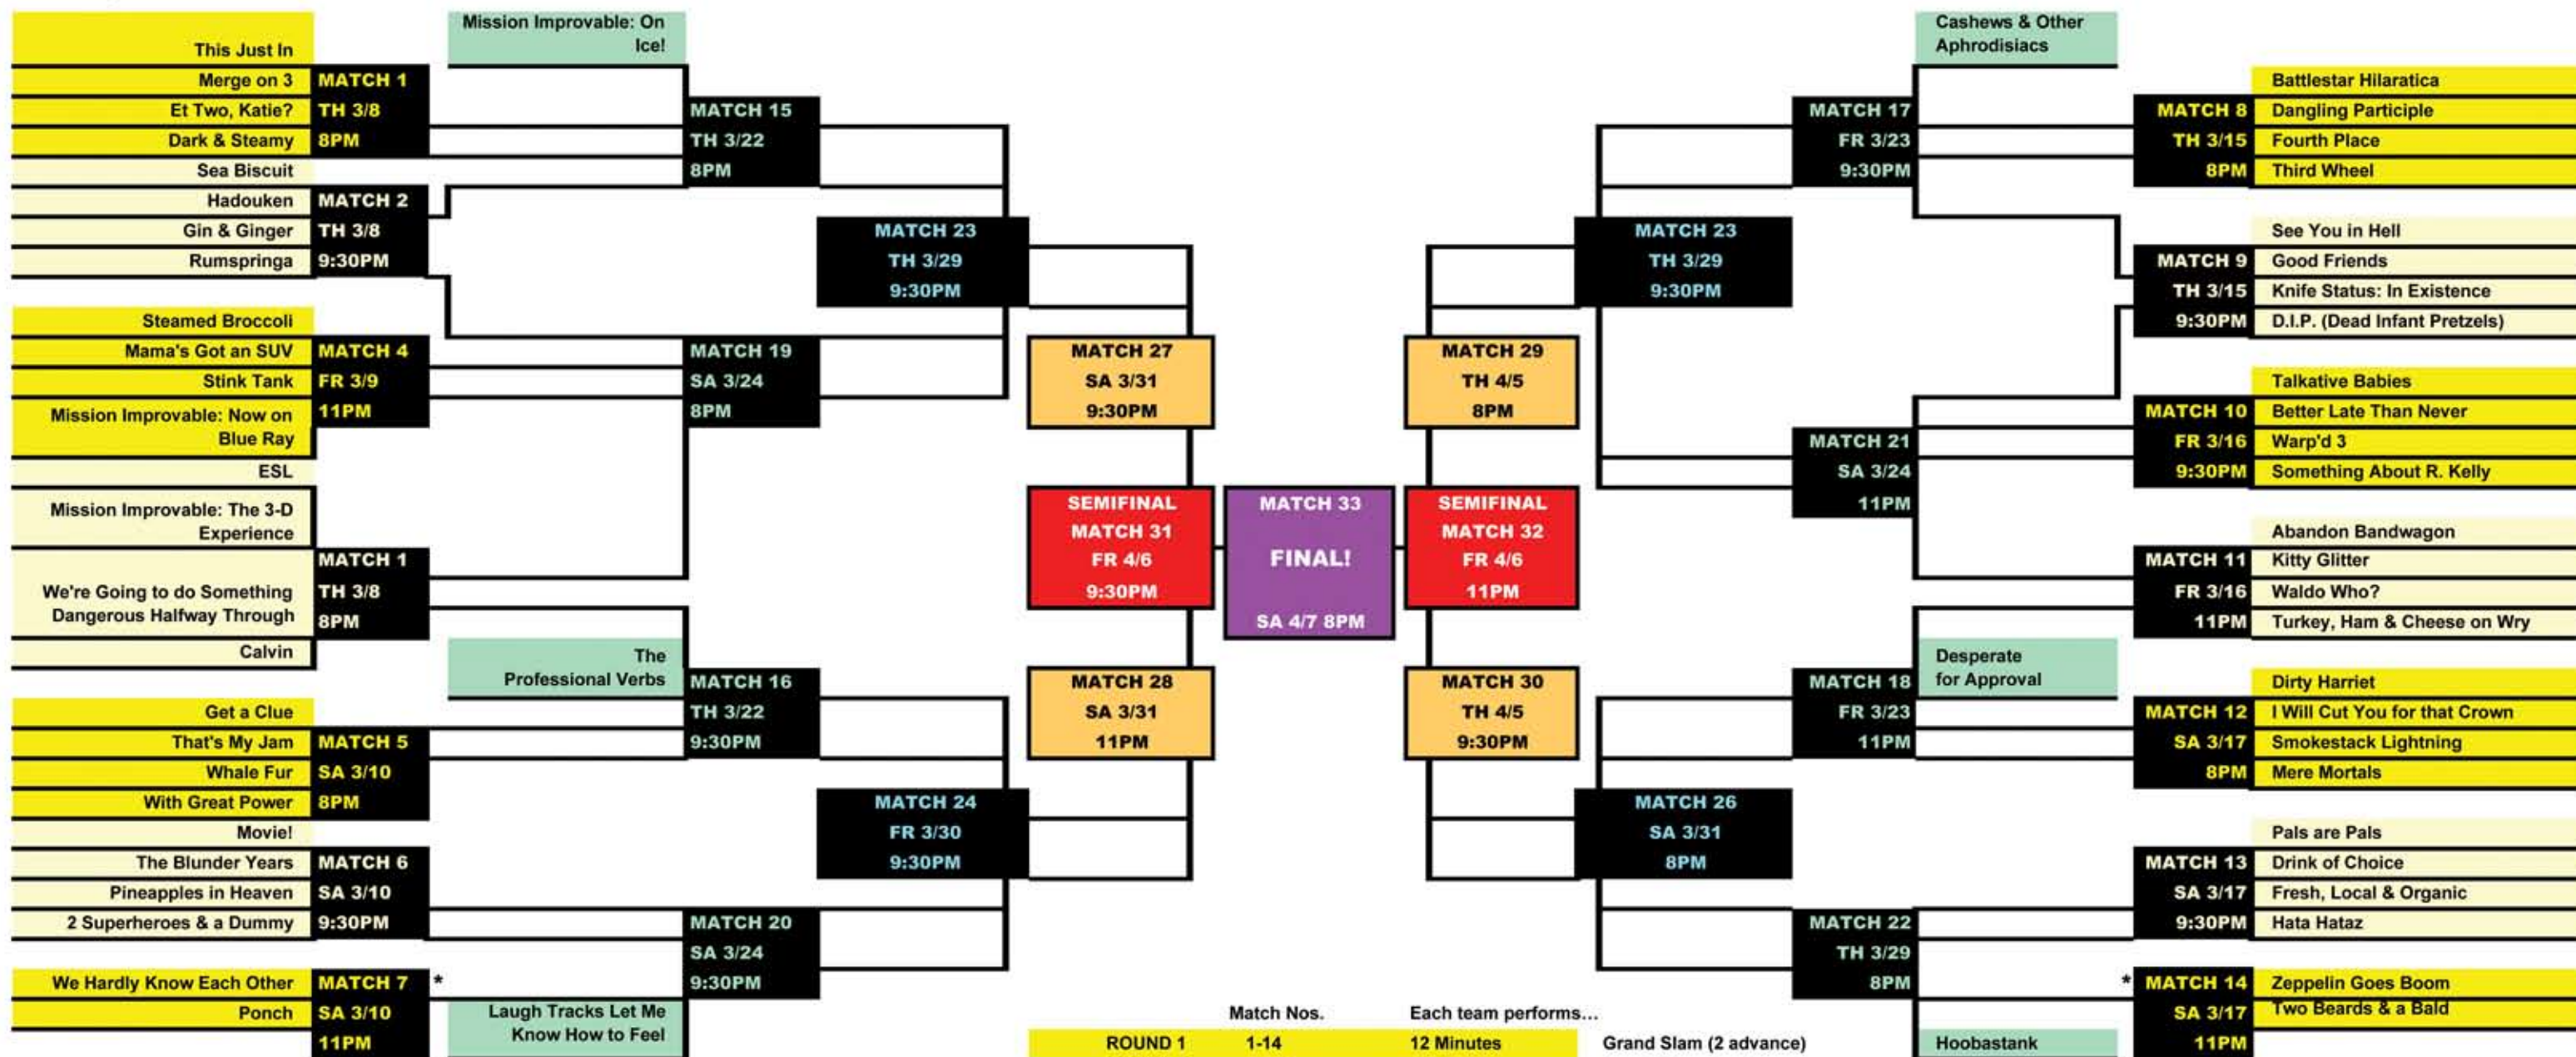 This Just In
Merge on 3
Et Two, Katie?
Dark & Steamy
MATCH 1
TH 3/8
8PM
Sea Biscuit
Hadouken
Gin & Ginger
Rumspringa
MATCH 2
TH 3/8
9:30PM
Steamed Broccoli
Mama's Got an SUV
Stink Tank
Mission Improvable: Now on
Blue Ray
MATCH 4
FR 3/9
11PM
ESL
Mission Improvable: The 3-D
Experience
We're Going to do Something
Dangerous Halfway Through
Calvin
MATCH 1
TH 3/8
8PM
Get a Clue
That's My Jam
Whale Fur
With Great Power
MATCH 5
SA 3/10
8PM
Movie!
The Blunder Years
Pineapples in Heaven
2 Superheroes & a Dummy
MATCH 6
SA 3/10
9:30PM
We Hardly Know Each Other
Ponch
MATCH 7
SA 3/10
11PM
*
Mission Improvable: On
Ice!
MATCH 15
TH 3/22
8PM
MATCH 19
SA 3/24
8PM
The
Professional Verbs
MATCH 16
TH 3/22
9:30PM
MATCH 20
SA 3/24
9:30PM
Laugh Tracks Let Me
Know How to Feel
MATCH 23
TH 3/29
9:30PM
MATCH 24
FR 3/30
9:30PM
MATCH 27
SA 3/31
9:30PM
SEMIFINAL
MATCH 31
FR 4/6
9:30PM
MATCH 28
SA 3/31
11PM
MATCH 33
FINAL!
SA 4/7 8PM
MATCH 29
TH 4/5
8PM
SEMIFINAL
MATCH 32
FR 4/6
11PM
MATCH 30
TH 4/5
9:30PM
MATCH 23
TH 3/29
9:30PM
MATCH 26
SA 3/31
8PM
Cashews & Other
Aphrodisiacs
MATCH 17
FR 3/23
9:30PM
MATCH 21
SA 3/24
11PM
Desperate
for Approval
MATCH 18
FR 3/23
11PM
MATCH 22
TH 3/29
8PM
Hoobastank
MATCH 8
TH 3/15
8PM
Battlestar Hilaratica
Dangling Participle
Fourth Place
Third Wheel
MATCH 9
TH 3/15
9:30PM
See You in Hell
Good Friends
Knife Status: In Existence
D.I.P. (Dead Infant Pretzels)
MATCH 10
FR 3/16
9:30PM
Talkative Babies
Better Late Than Never
Warp'd 3
Something About R. Kelly
MATCH 11
FR 3/16
11PM
Abandon Bandwagon
Kitty Glitter
Waldo Who?
Turkey, Ham & Cheese on Wry
MATCH 12
SA 3/17
8PM
Dirty Harriet
I Will Cut You for that Crown
Smokestack Lightning
Mere Mortals
MATCH 13
SA 3/17
9:30PM
Pals are Pals
Drink of Choice
Fresh, Local & Organic
Hata Hataz
*
MATCH 14
SA 3/17
11PM
Zeppelin Goes Boom
Two Beards & a Bald
Match Nos. Each team performs...
ROUND 1 1-14 12 Minutes Grand Slam (2 advance)